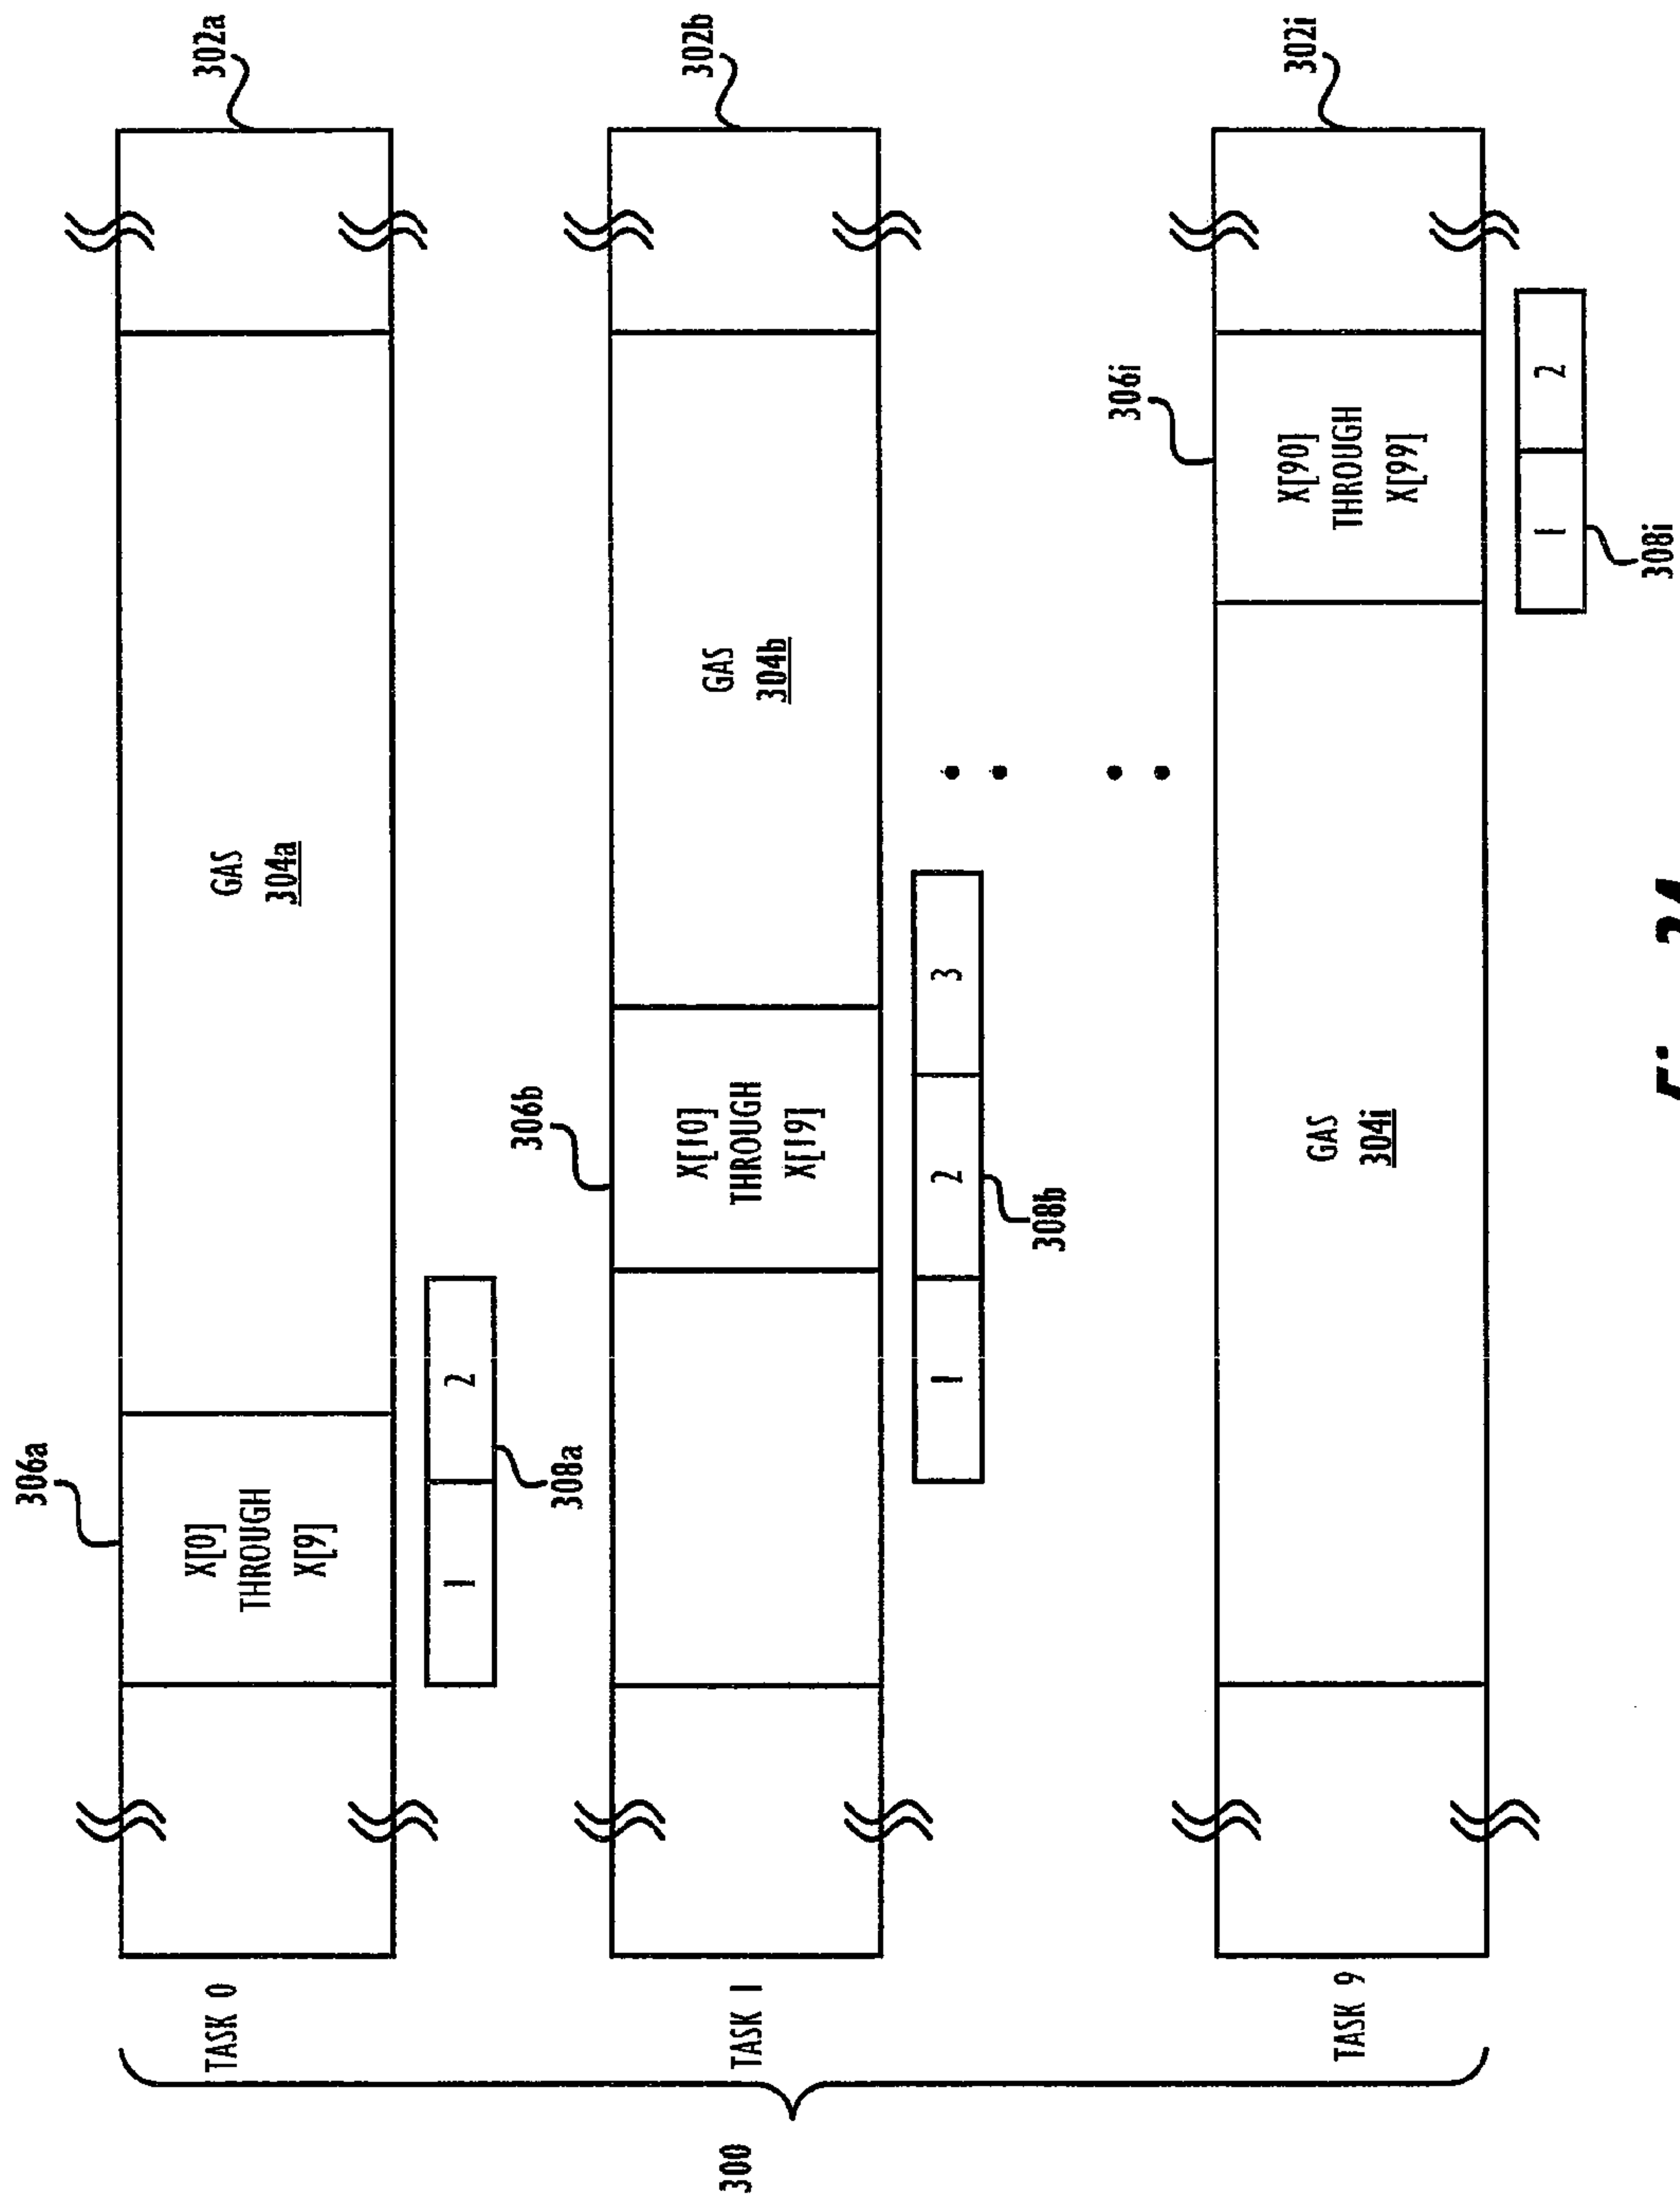 306a
302a
TASK 0
X[0]
THROUGH
X[9]
GAS
304a
1 2
308a
306b
302b
300
TASK 1
X[10]
THROUGH
X[19]
GAS
304b
1 2 3
308b
306i
302i
TASK 9
GAS
304i
X[90]
THROUGH
X[99]
1 2
308i